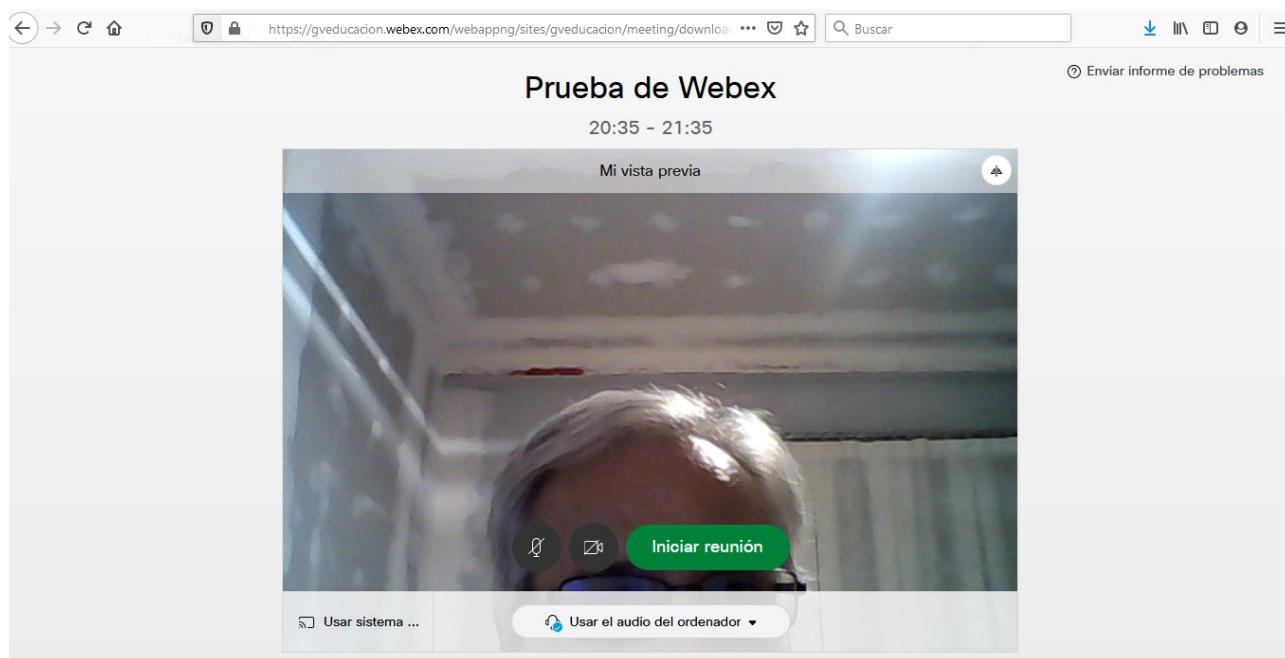 https://gveducacion.webex.com/webappng/sites/gveducacion/meeting/downloa
Buscar
Enviar informe de problemas
Prueba de Webex
20:35 - 21:35
Mi vista previa
Iniciar reunión
Usar sistema ...
Usar el audio del ordenador